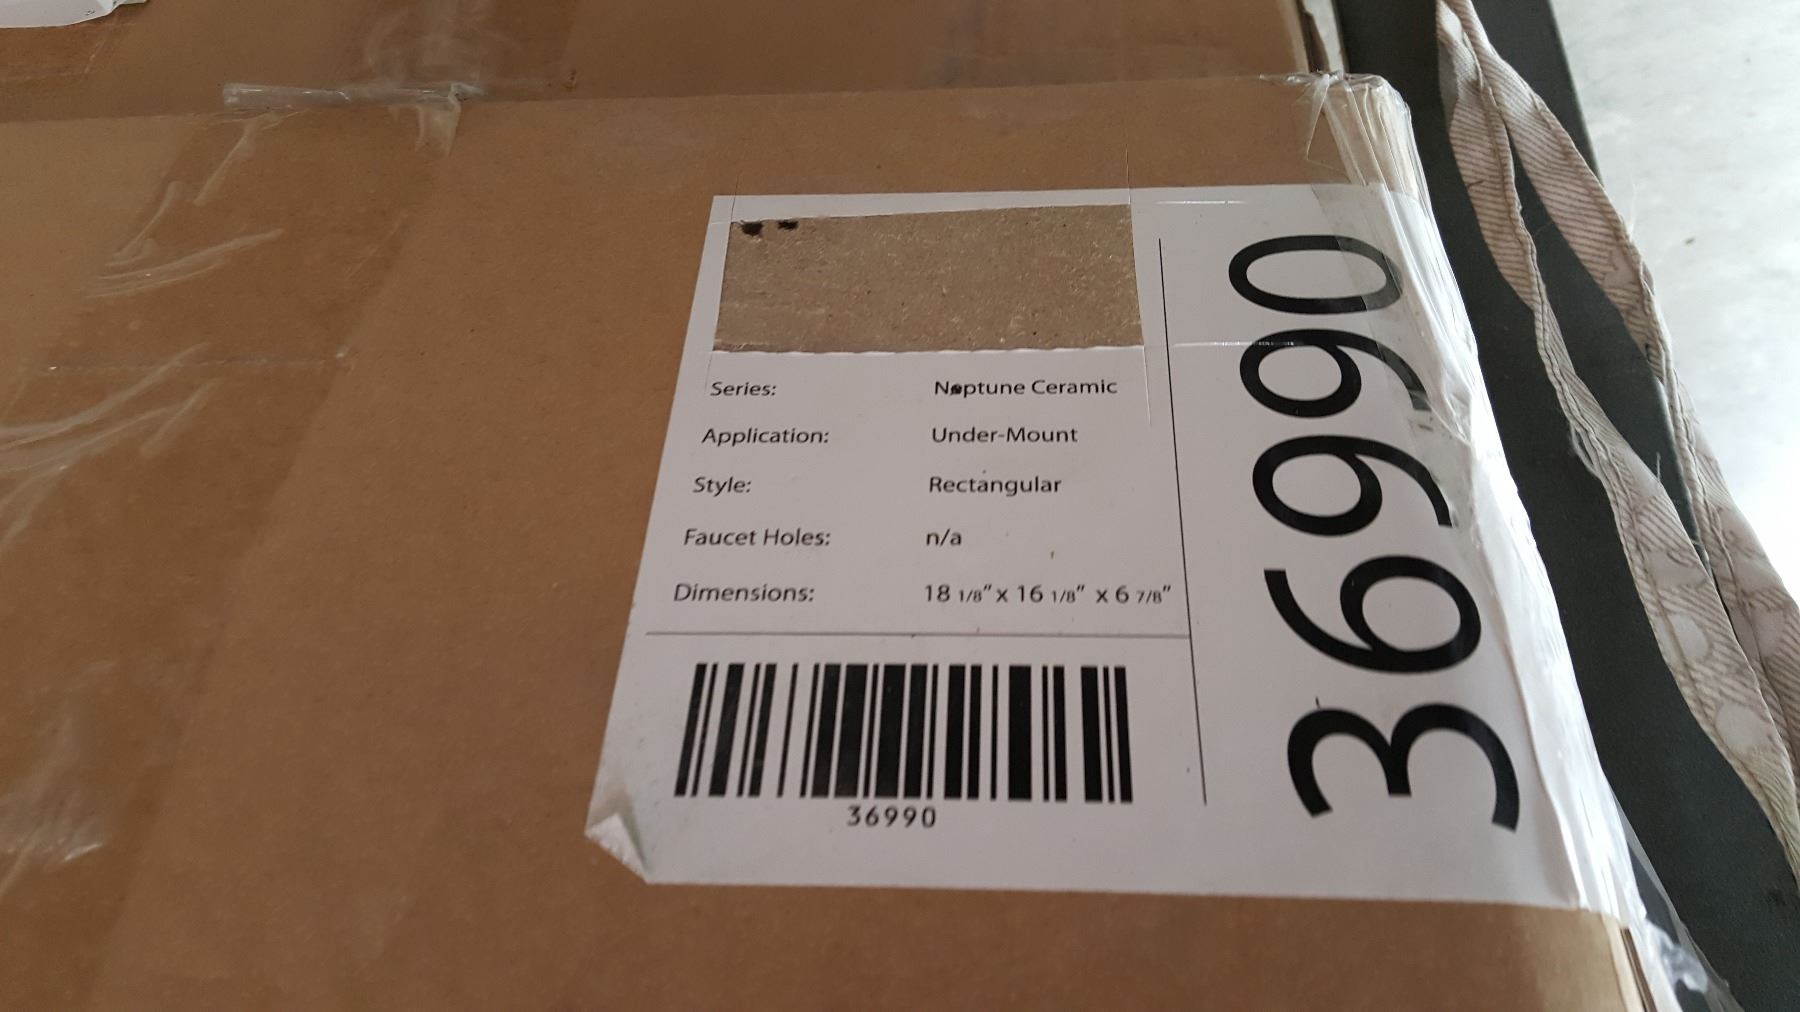 Series: Neptune Ceramic
Application: Under-Mount
Style: Rectangular
Faucet Holes: n/a
Dimensions: 18 1/8" x 16 1/8" x 6 7/8"
36990
36990